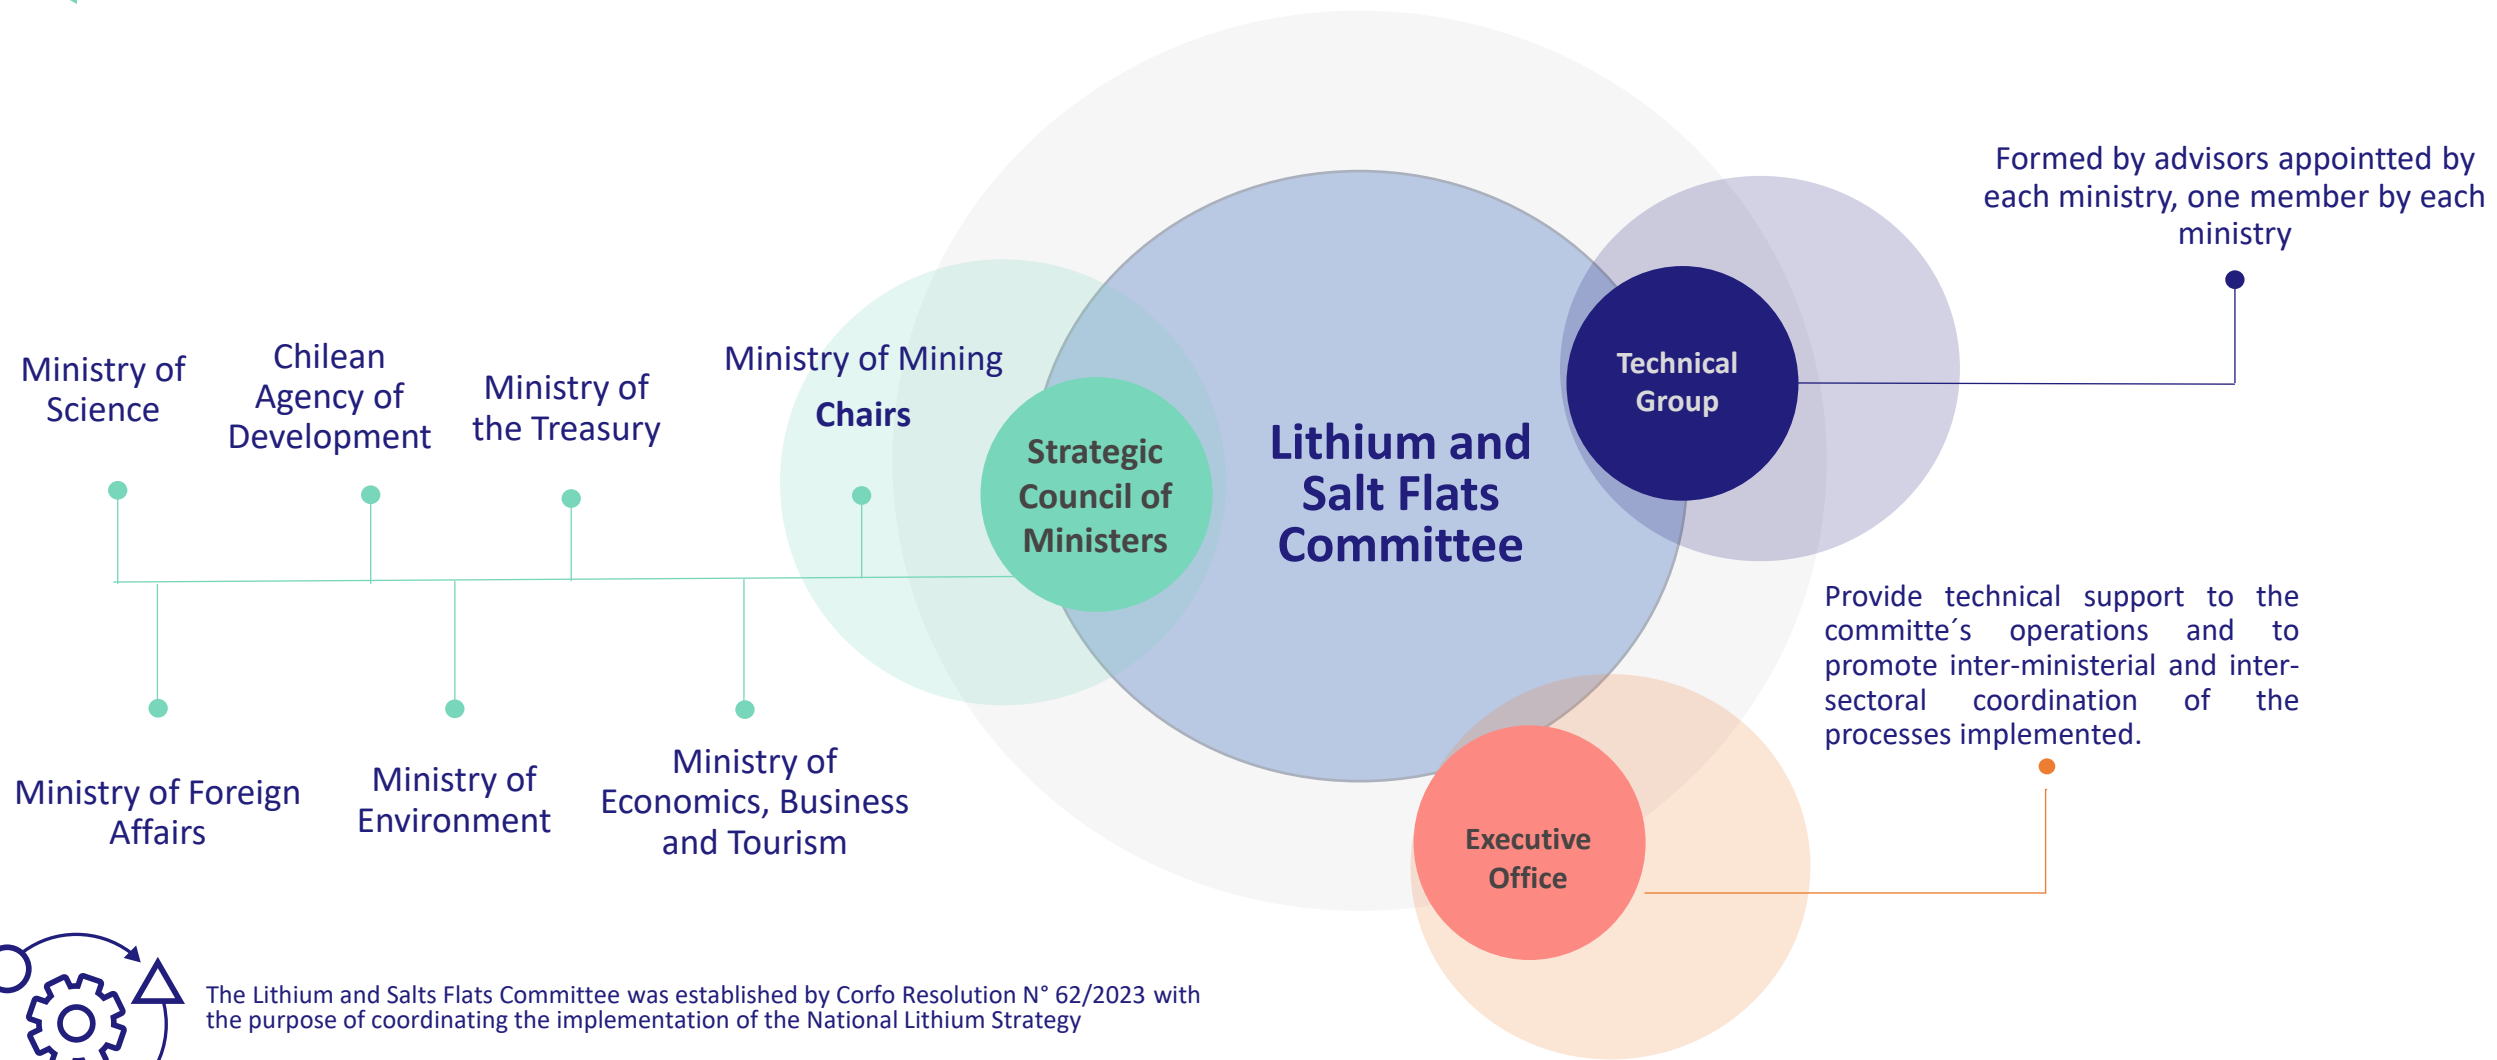 Formed by advisors appointted by
each ministry, one member by each
ministry
Ministry of
Science
Chilean
Agency of
Development
Ministry of
the Treasury
Ministry of Mining
Chairs
Strategic
Council of
Ministers
Lithium and
Salt Flats
Committee
Technical
Group
Provide technical support to the
committe´s operations and to
promote inter-ministerial and inter-
sectoral coordination of the
processes implemented.
Ministry of Foreign
Affairs
Ministry of
Environment
Ministry of
Economics, Business
and Tourism
Executive
Office
The Lithium and Salts Flats Committee was established by Corfo Resolution N° 62/2023 with
the purpose of coordinating the implementation of the National Lithium Strategy